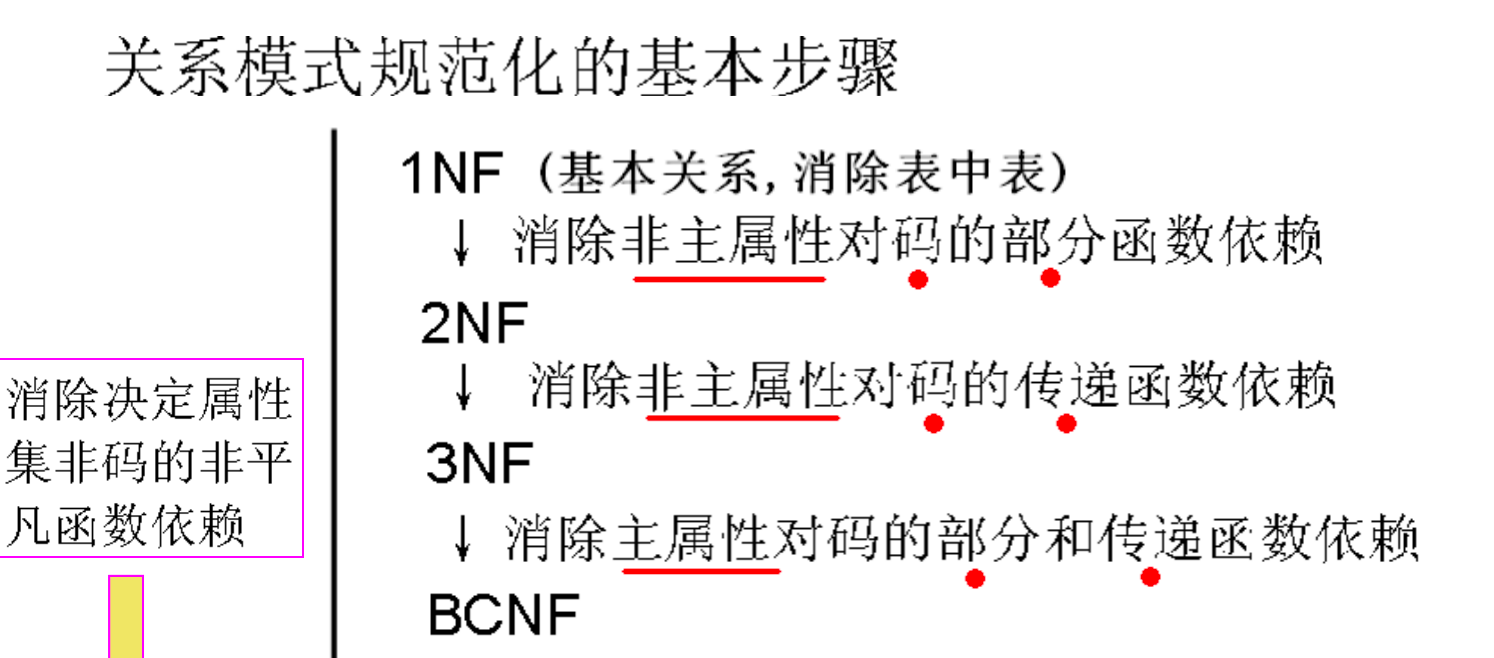 关系模式规范化的基本步骤
1NF (基本关系,消除表中表)
↓ 消除非主属性对码的部分函数依赖
2NF
↓ 消除非主属性对码的传递函数依赖
3NF
↓ 消除主属性对码的部分和传递函数依赖
BCNF
消除决定属性
集非码的非平
凡函数依赖